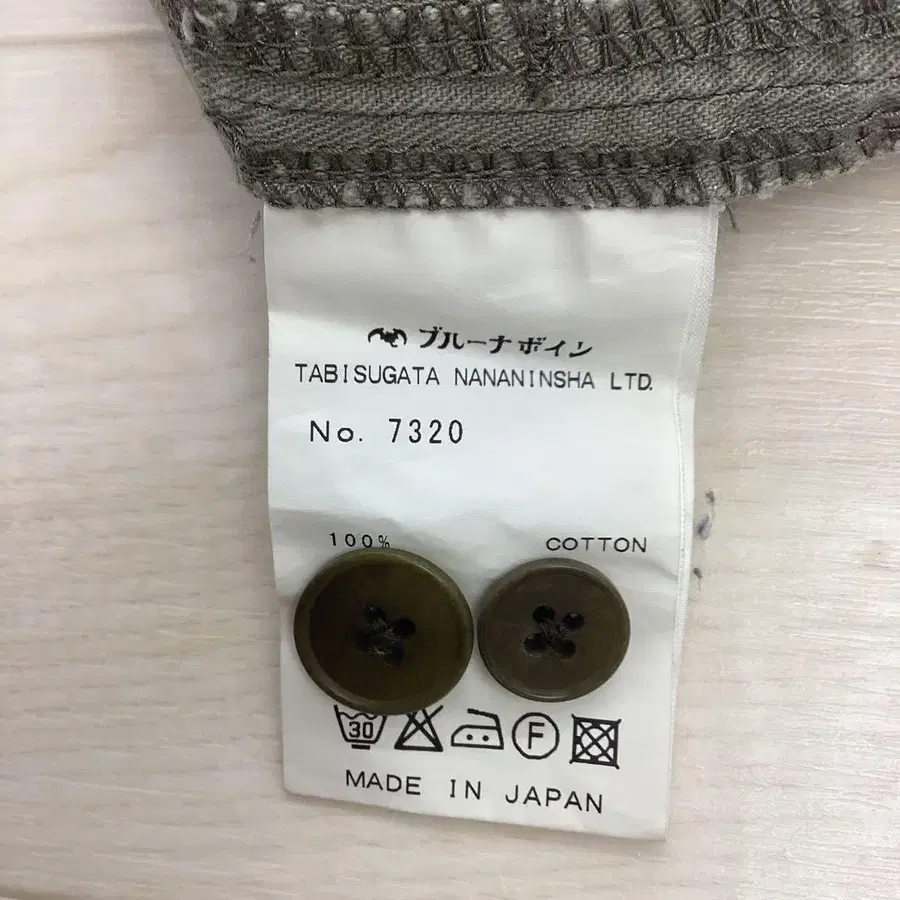 ブルーナボイン
TABISUGATA NANANINSHA LTD.
No. 7320
100% COTTON
30
F
MADE IN JAPAN